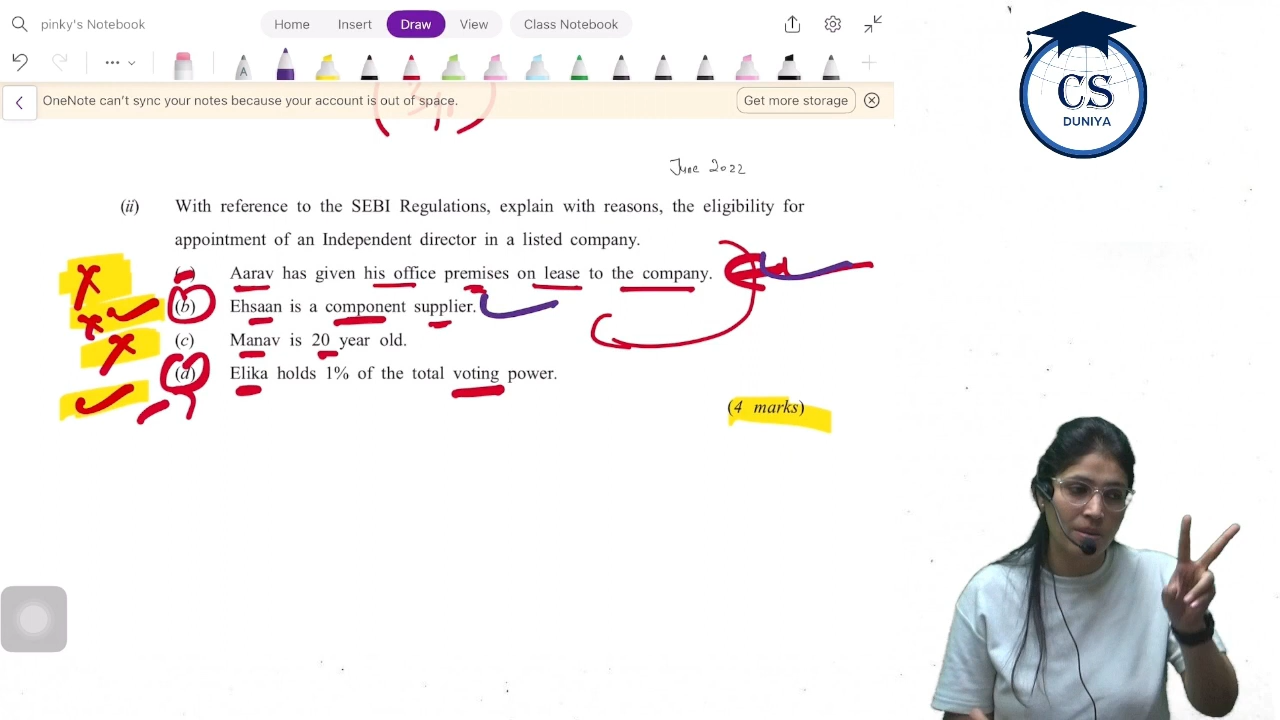 pinky's Notebook
Home Insert Draw View Class Notebook
A
OneNote can't sync your notes because your account is out of space.
Get more storage
CS
DUNIYA
June 2022
(ii) With reference to the SEBI Regulations, explain with reasons, the eligibility for
appointment of an Independent director in a listed company.
Aarav has given his office premises on lease to the company.
(b) Ehsaan is a component supplier.
(c) Manav is 20 year old.
(d) Elika holds 1% of the total voting power.
(4 marks)